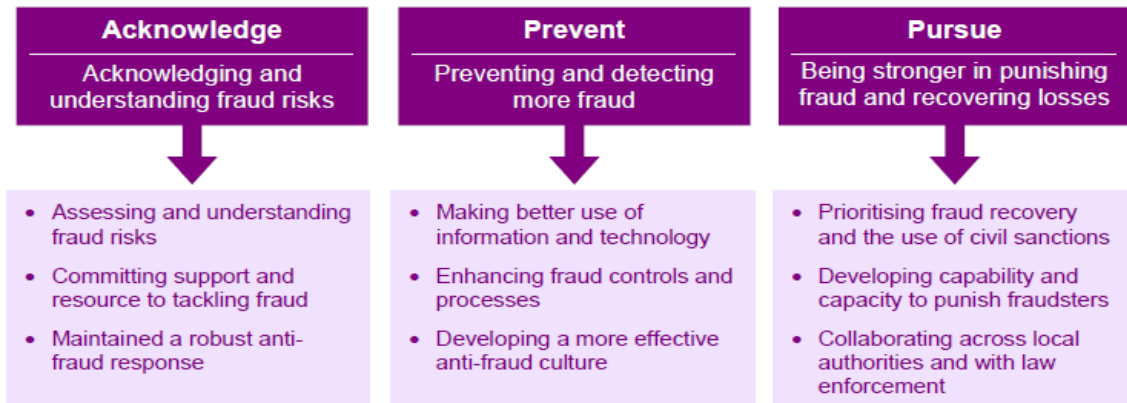 Acknowledge
Acknowledging and
understanding fraud risks
• Assessing and understanding
fraud risks
• Committing support and
resource to tackling fraud
• Maintained a robust anti-
fraud response
Prevent
Preventing and detecting
more fraud
• Making better use of
information and technology
• Enhancing fraud controls and
processes
• Developing a more effective
anti-fraud culture
Pursue
Being stronger in punishing
fraud and recovering losses
• Prioritising fraud recovery
and the use of civil sanctions
• Developing capability and
capacity to punish fraudsters
• Collaborating across local
authorities and with law
enforcement